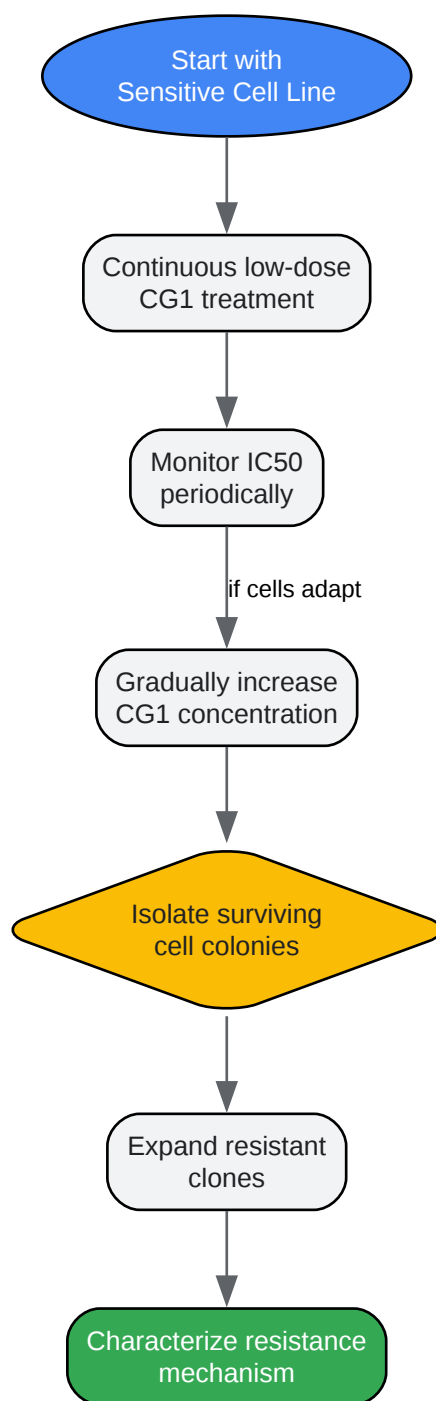 Start with
Sensitive Cell Line
Continuous low-dose
CG1 treatment
Monitor IC50
periodically
if cells adapt
Gradually increase
CG1 concentration
Isolate surviving
cell colonies
Expand resistant
clones
Characterize resistance
mechanism